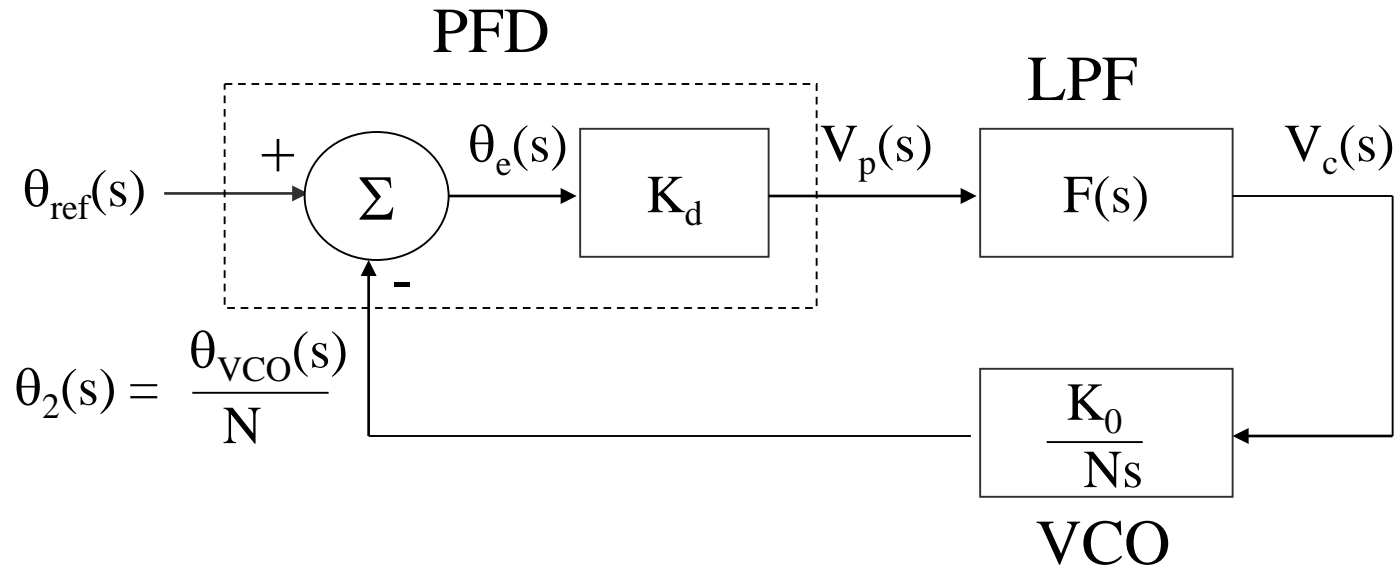 PFD
LPF
+
θref(s)
Σ
θe(s)
Kd
Vp(s)
F(s)
Vc(s)
-
θ2(s) = θVCO(s)
N
K0
Ns
VCO